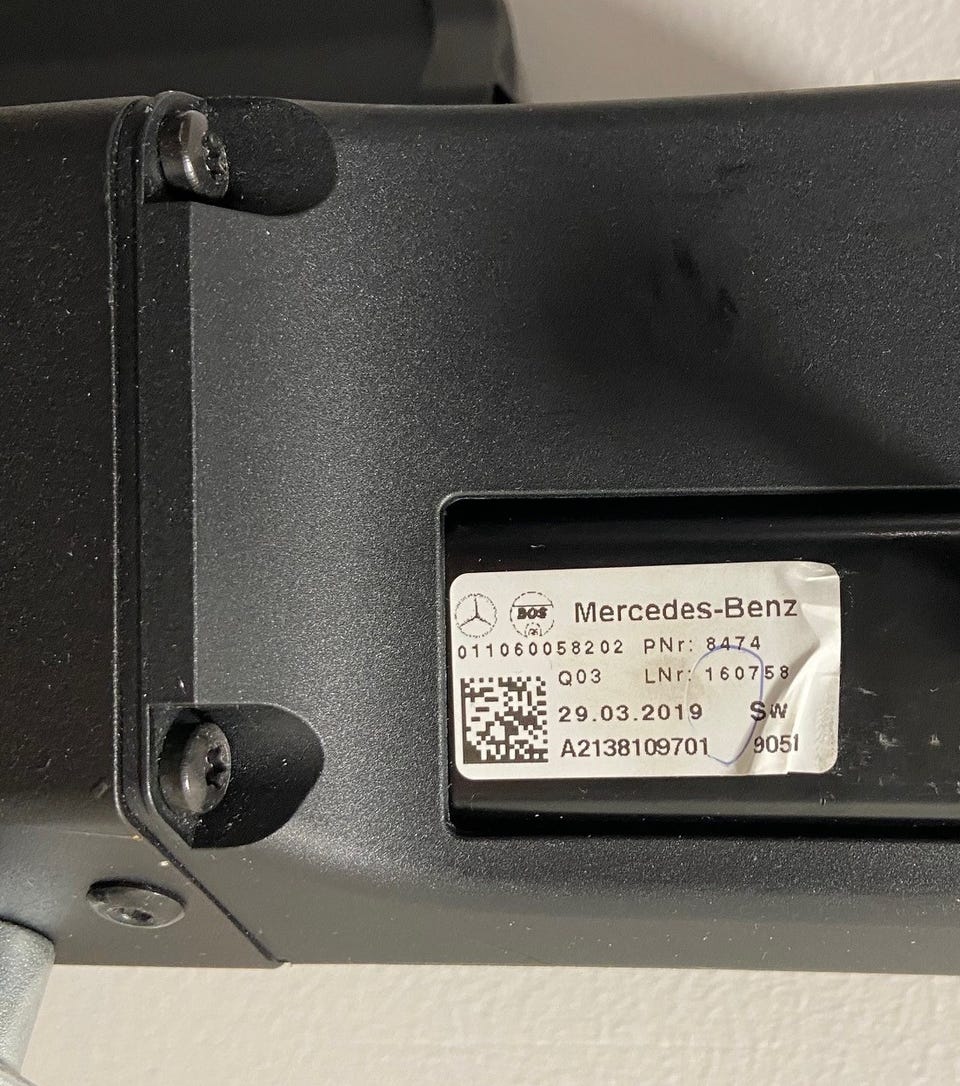 BOS Mercedes-Benz
011060058202 PNr: 8474
Q03 LNr: 160758
29.03.2019 SW
A2138109701 9051